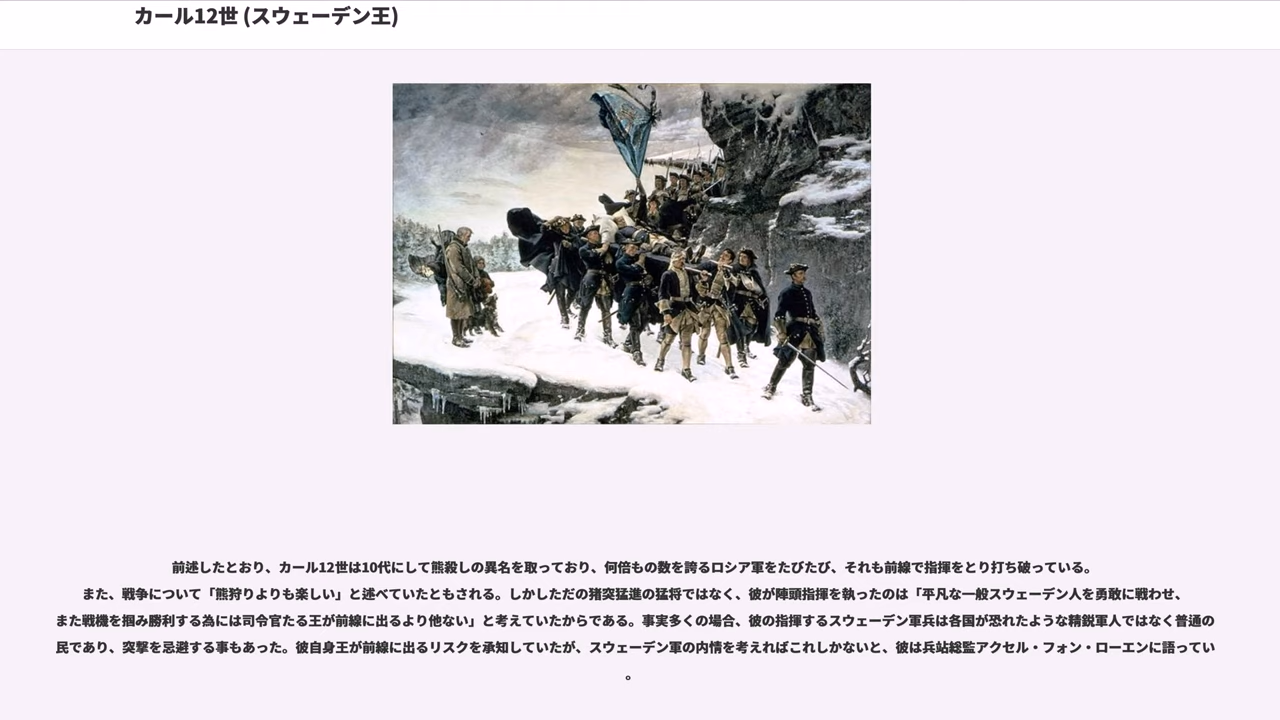 カール12世 (スウェーデン王)
前述したとおり、カール12世は10代にして熊殺しの異名を取っており、何倍もの数を誇るロシア軍をたびたび、それも前線で指揮をとり打ち破っている。
また、戦争について「熊狩りよりも楽しい」と述べていたともされる。しかしただの猪突猛進の猛将ではなく、彼が陣頭指揮を執ったのは「平凡な一般スウェーデン人を勇敢に戦わせ、
また戦機を掴み勝利する為には司令官たる王が前線に出るより他ない」と考えていたからである。事実多くの場合、彼の指揮するスウェーデン軍兵は各国が恐れたような精鋭軍人ではなく普通の
民であり、突撃を忌避する事もあった。彼自身王が前線に出るリスクを承知していたが、スウェーデン軍の内情を考えればこれしかないと、彼は兵站総監アクセル・フォン・ローエンに語ってい
。